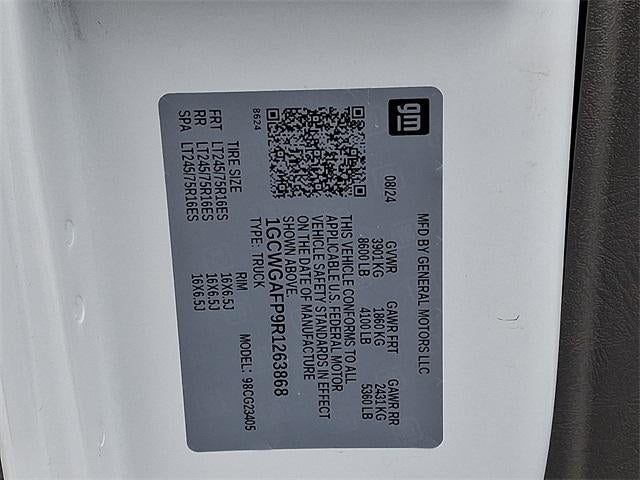 gm
MFD BY GENERAL MOTORS LLC
08/24 GVWR GAWR FRT GAWR RR
3901 KG 1860 KG 2431 KG
8600 LB 4100 LB 5360 LB
THIS VEHICLE CONFORMS TO ALL
APPLICABLE U.S. FEDERAL MOTOR
VEHICLE SAFETY STANDARDS IN EFFECT
ON THE DATE OF MANUFACTURE
SHOWN ABOVE.
1GCWGAFP9R1263868
B624 TYPE: TRUCK MODEL: 98CG23405
TIRE SIZE RIM
FRT LT245/75R16ES 16X6.5J
RR LT245/75R16ES 16X6.5J
SPA LT245/75R16ES 16X6.5J